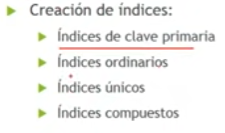 Creación de índices:
Índices de clave primaria
Índices ordinarios
Índices únicos
Índices compuestos